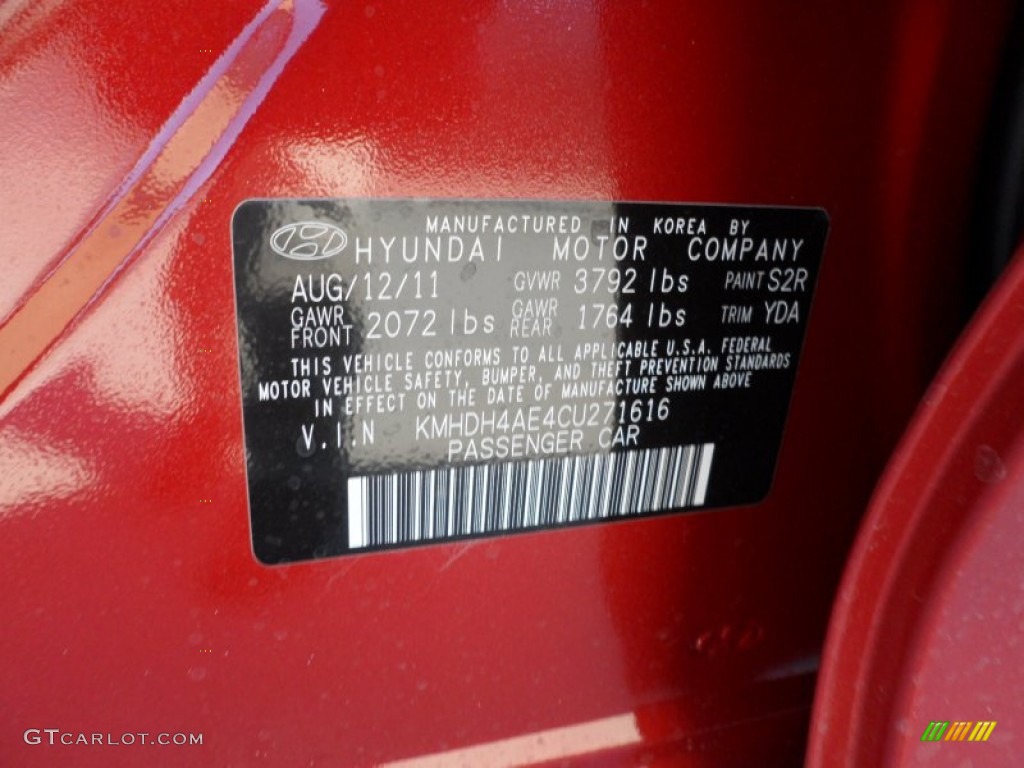 MANUFACTURED IN KOREA BY
HYUNDAI MOTOR COMPANY
AUG/12/11 GVWR 3792 lbs PAINT S2R
GAWR FRONT 2072 lbs GAWR REAR 1764 lbs TRIM YDA
THIS VEHICLE CONFORMS TO ALL APPLICABLE U.S.A. FEDERAL
MOTOR VEHICLE SAFETY, BUMPER, AND THEFT PREVENTION STANDARDS
IN EFFECT ON THE DATE OF MANUFACTURE SHOWN ABOVE
V.I.N KMHDH4AE4CU271616
PASSENGER CAR
GTCARLOT.COM